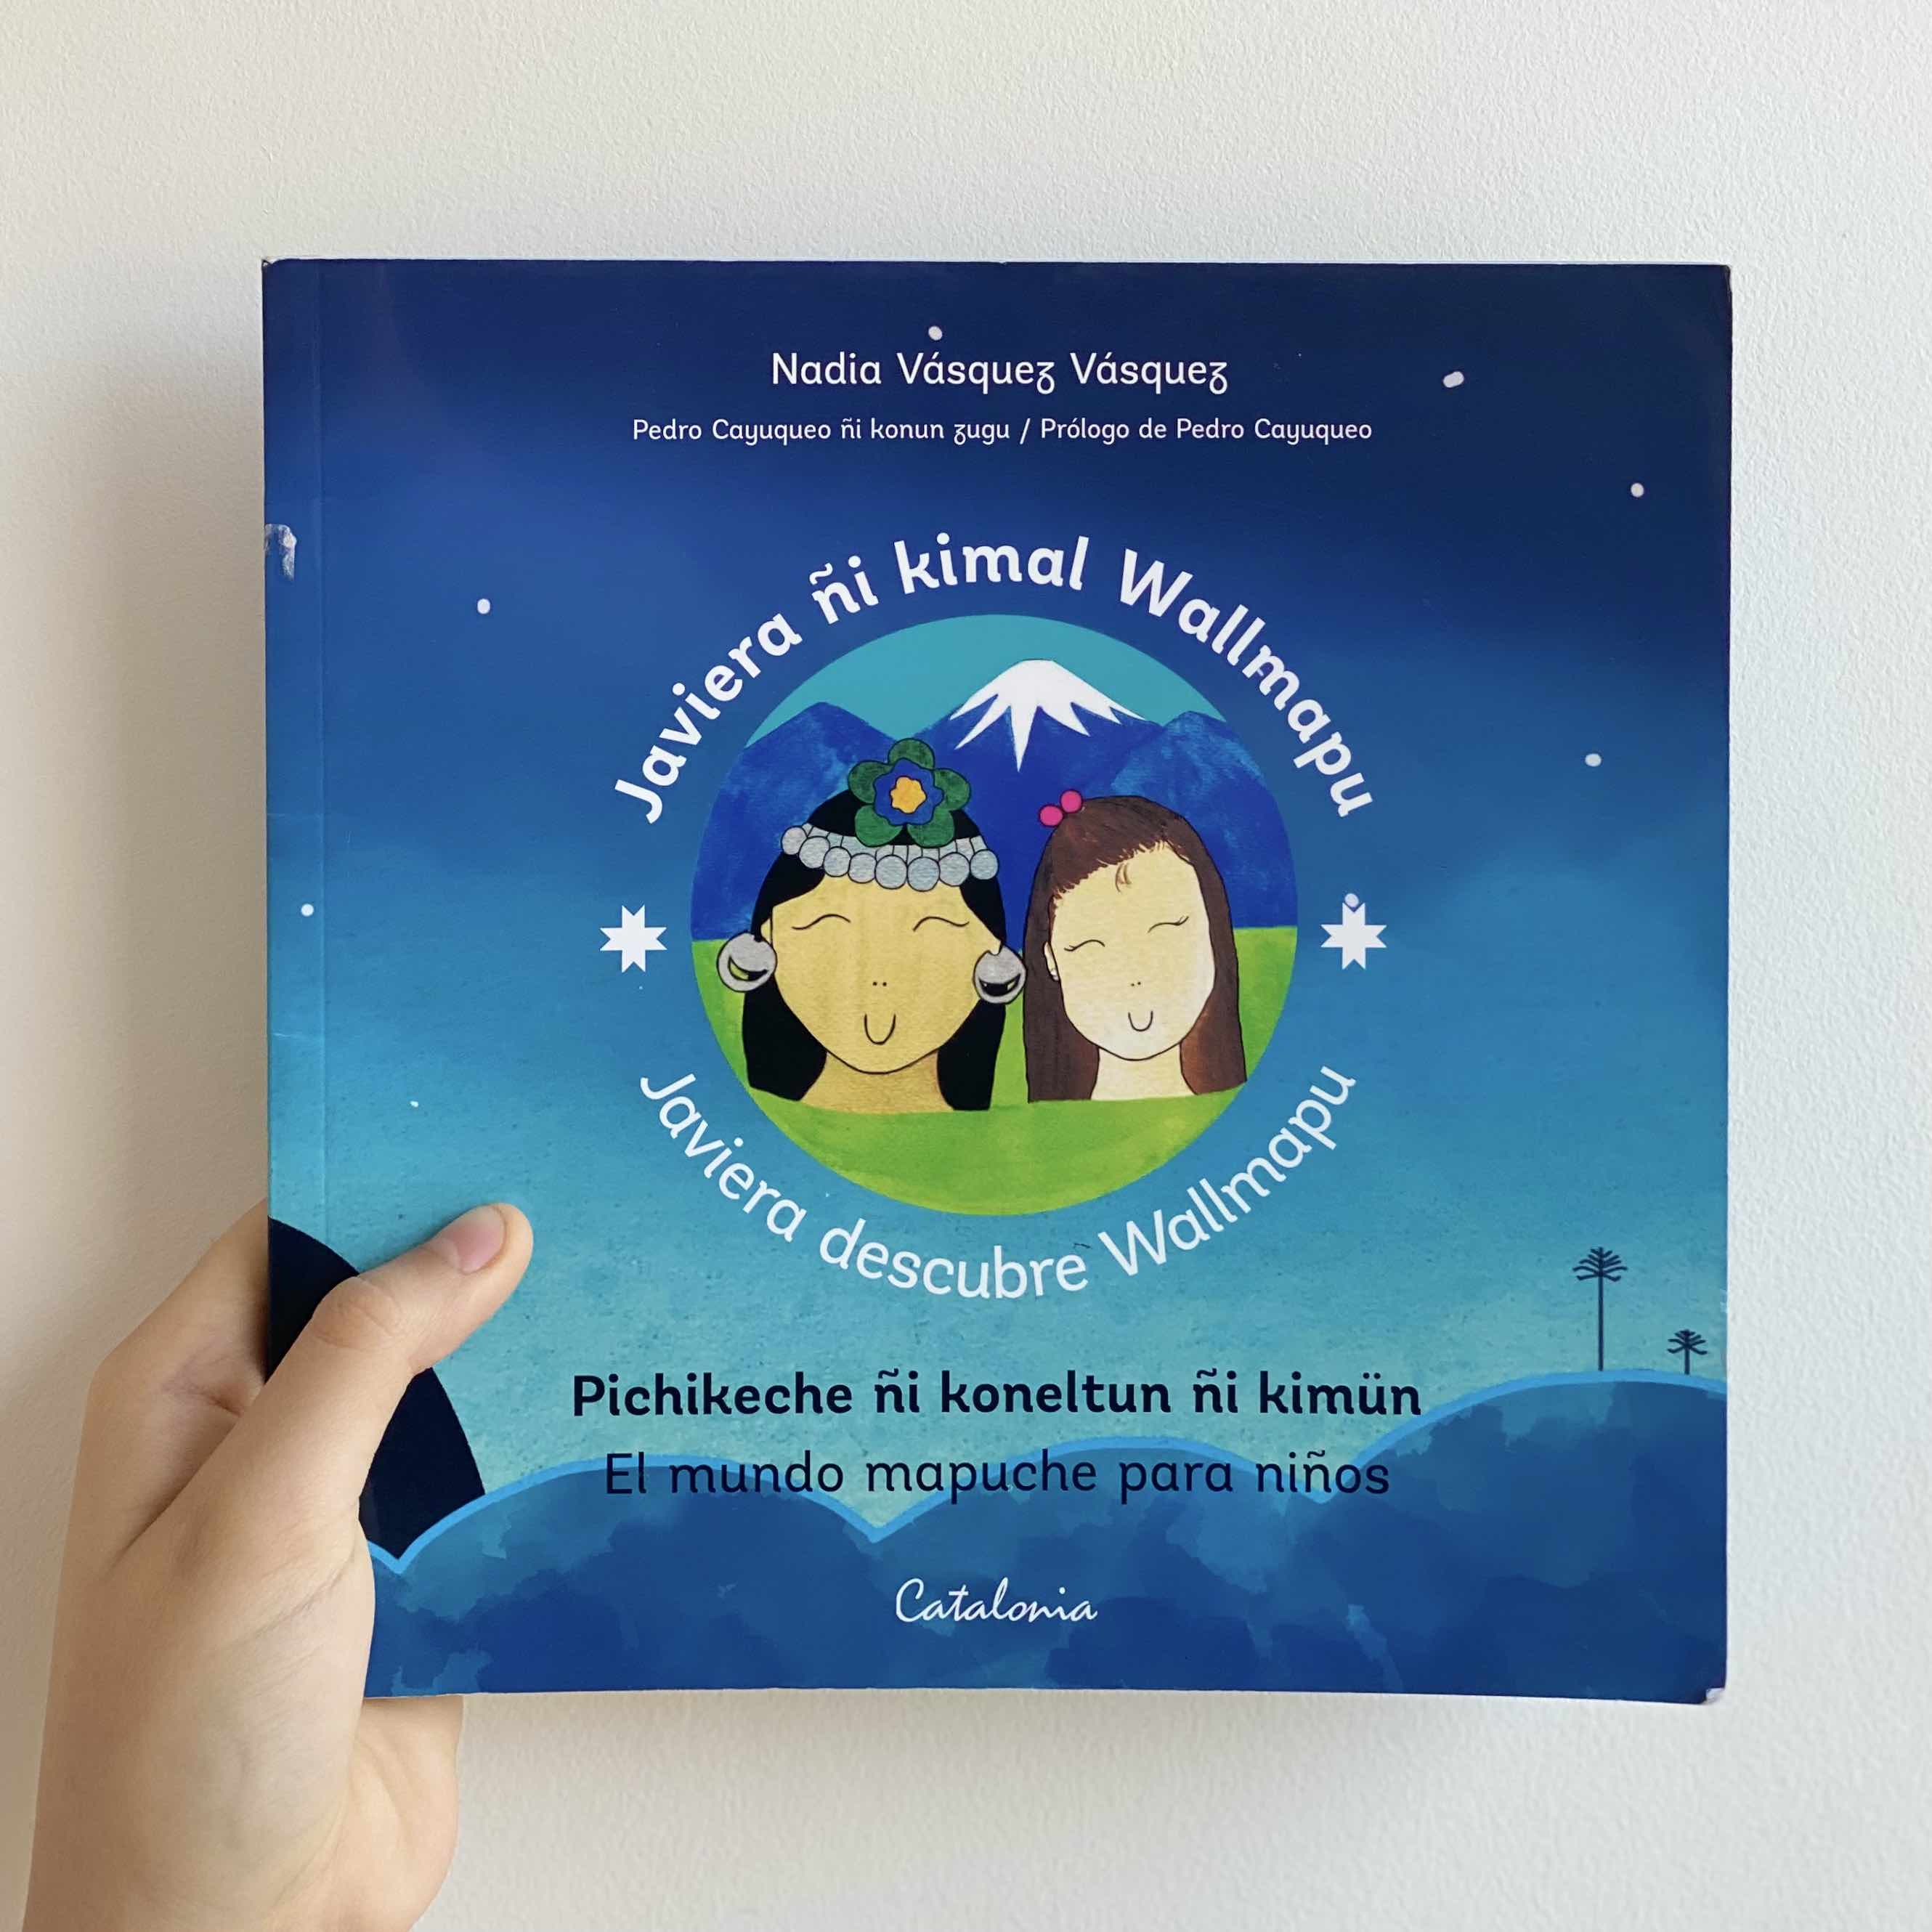 Nadia Vásquez Vásquez
Pedro Cayuqueo ñi konun zugu / Prólogo de Pedro Cayuqueo
Javiera ñi kimal Wallmapu
Javiera descubre Wallmapu
Pichikeche ñi koneltun ñi kimün
El mundo mapuche para niños
Catalonia